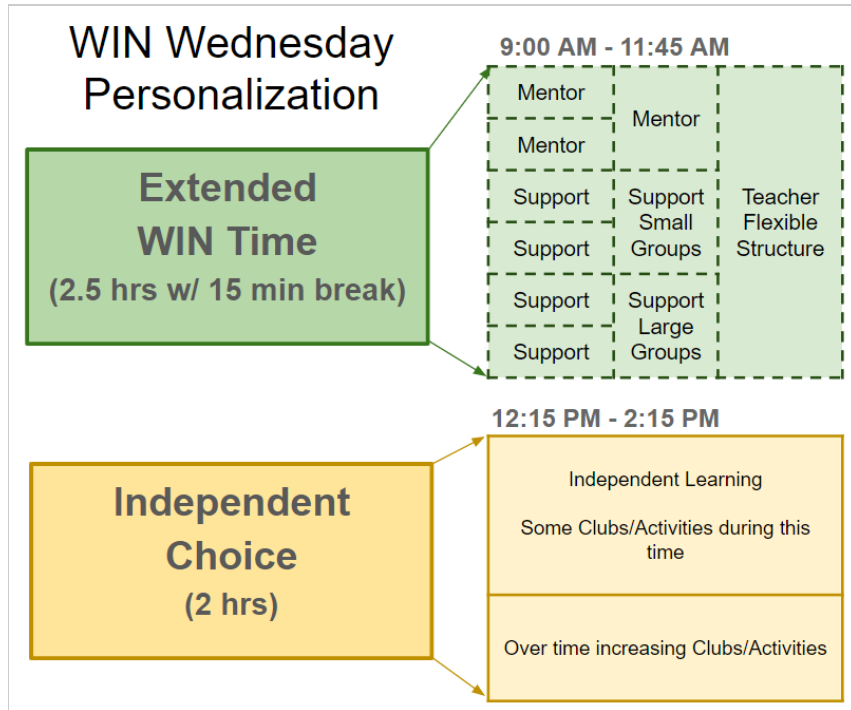 WIN Wednesday
Personalization
9:00 AM - 11:45 AM
Extended
WIN Time
(2.5 hrs w/ 15 min break)
Mentor
Mentor
Support
Support
Support
Support
Mentor
Support
Small
Groups
Support
Large
Groups
Teacher
Flexible
Structure
12:15 PM - 2:15 PM
Independent
Choice
(2 hrs)
Independent Learning
Some Clubs/Activities during this
time
Over time increasing Clubs/Activities